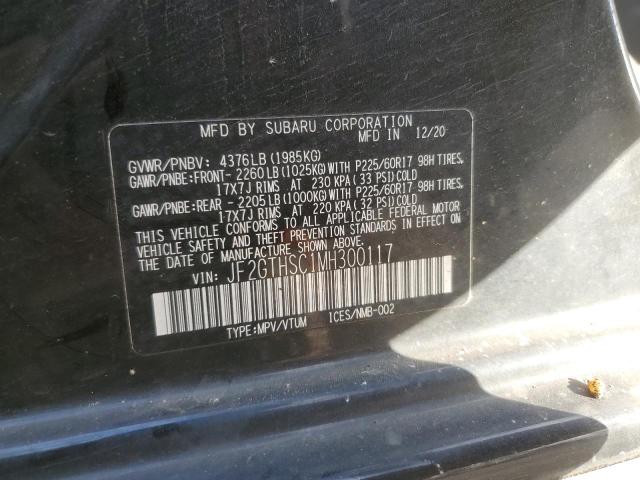 MFD BY SUBARU CORPORATION
MFD IN 12/20
GVWR/PNBV: 4376LB(1985KG)
GAWR/PNBE:FRONT-2260LB(1025KG)WITH P225/60R17 98H TIRES,
17X7J RIMS AT 230 KPA(33 PSI)COLD
GAWR/PNBE:REAR -2205LB(1000KG)WITH P225/60R17 98H TIRES,
17X7J RIMS AT 220 KPA(32 PSI)COLD
THIS VEHICLE CONFORMS TO ALL APPLICABLE FEDERAL MOTOR
VEHICLE SAFETY AND THEFT PREVENTION STANDARDS IN EFFECT ON
THE DATE OF MANUFACTURE SHOWN ABOVE.
VIN: JF2GTHSC1MH300117
TYPE:MPV/VTUM ICES/NMB-002